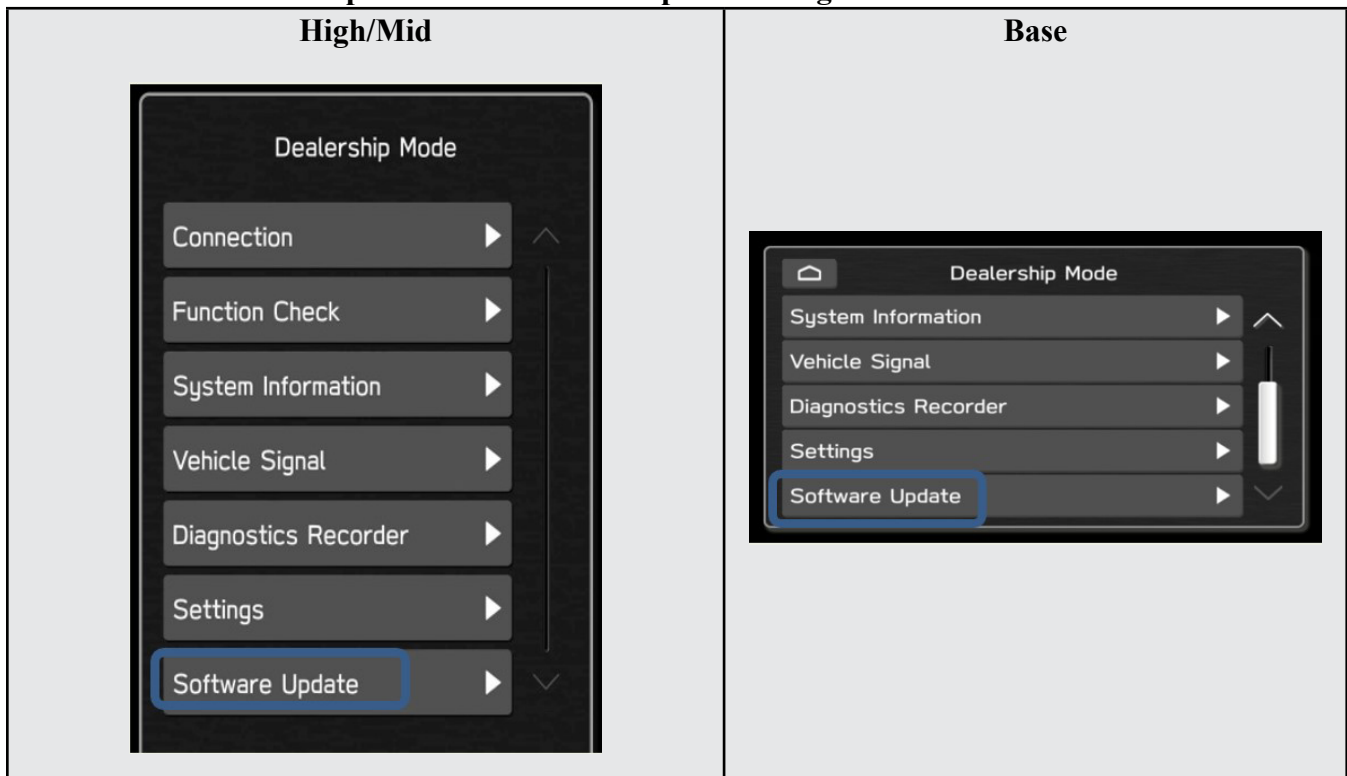 High/Mid
Base
Dealership Mode
Connection
Function Check
System Information
Vehicle Signal
Diagnostics Recorder
Settings
Software Update
Dealership Mode
System Information
Vehicle Signal
Diagnostics Recorder
Settings
Software Update